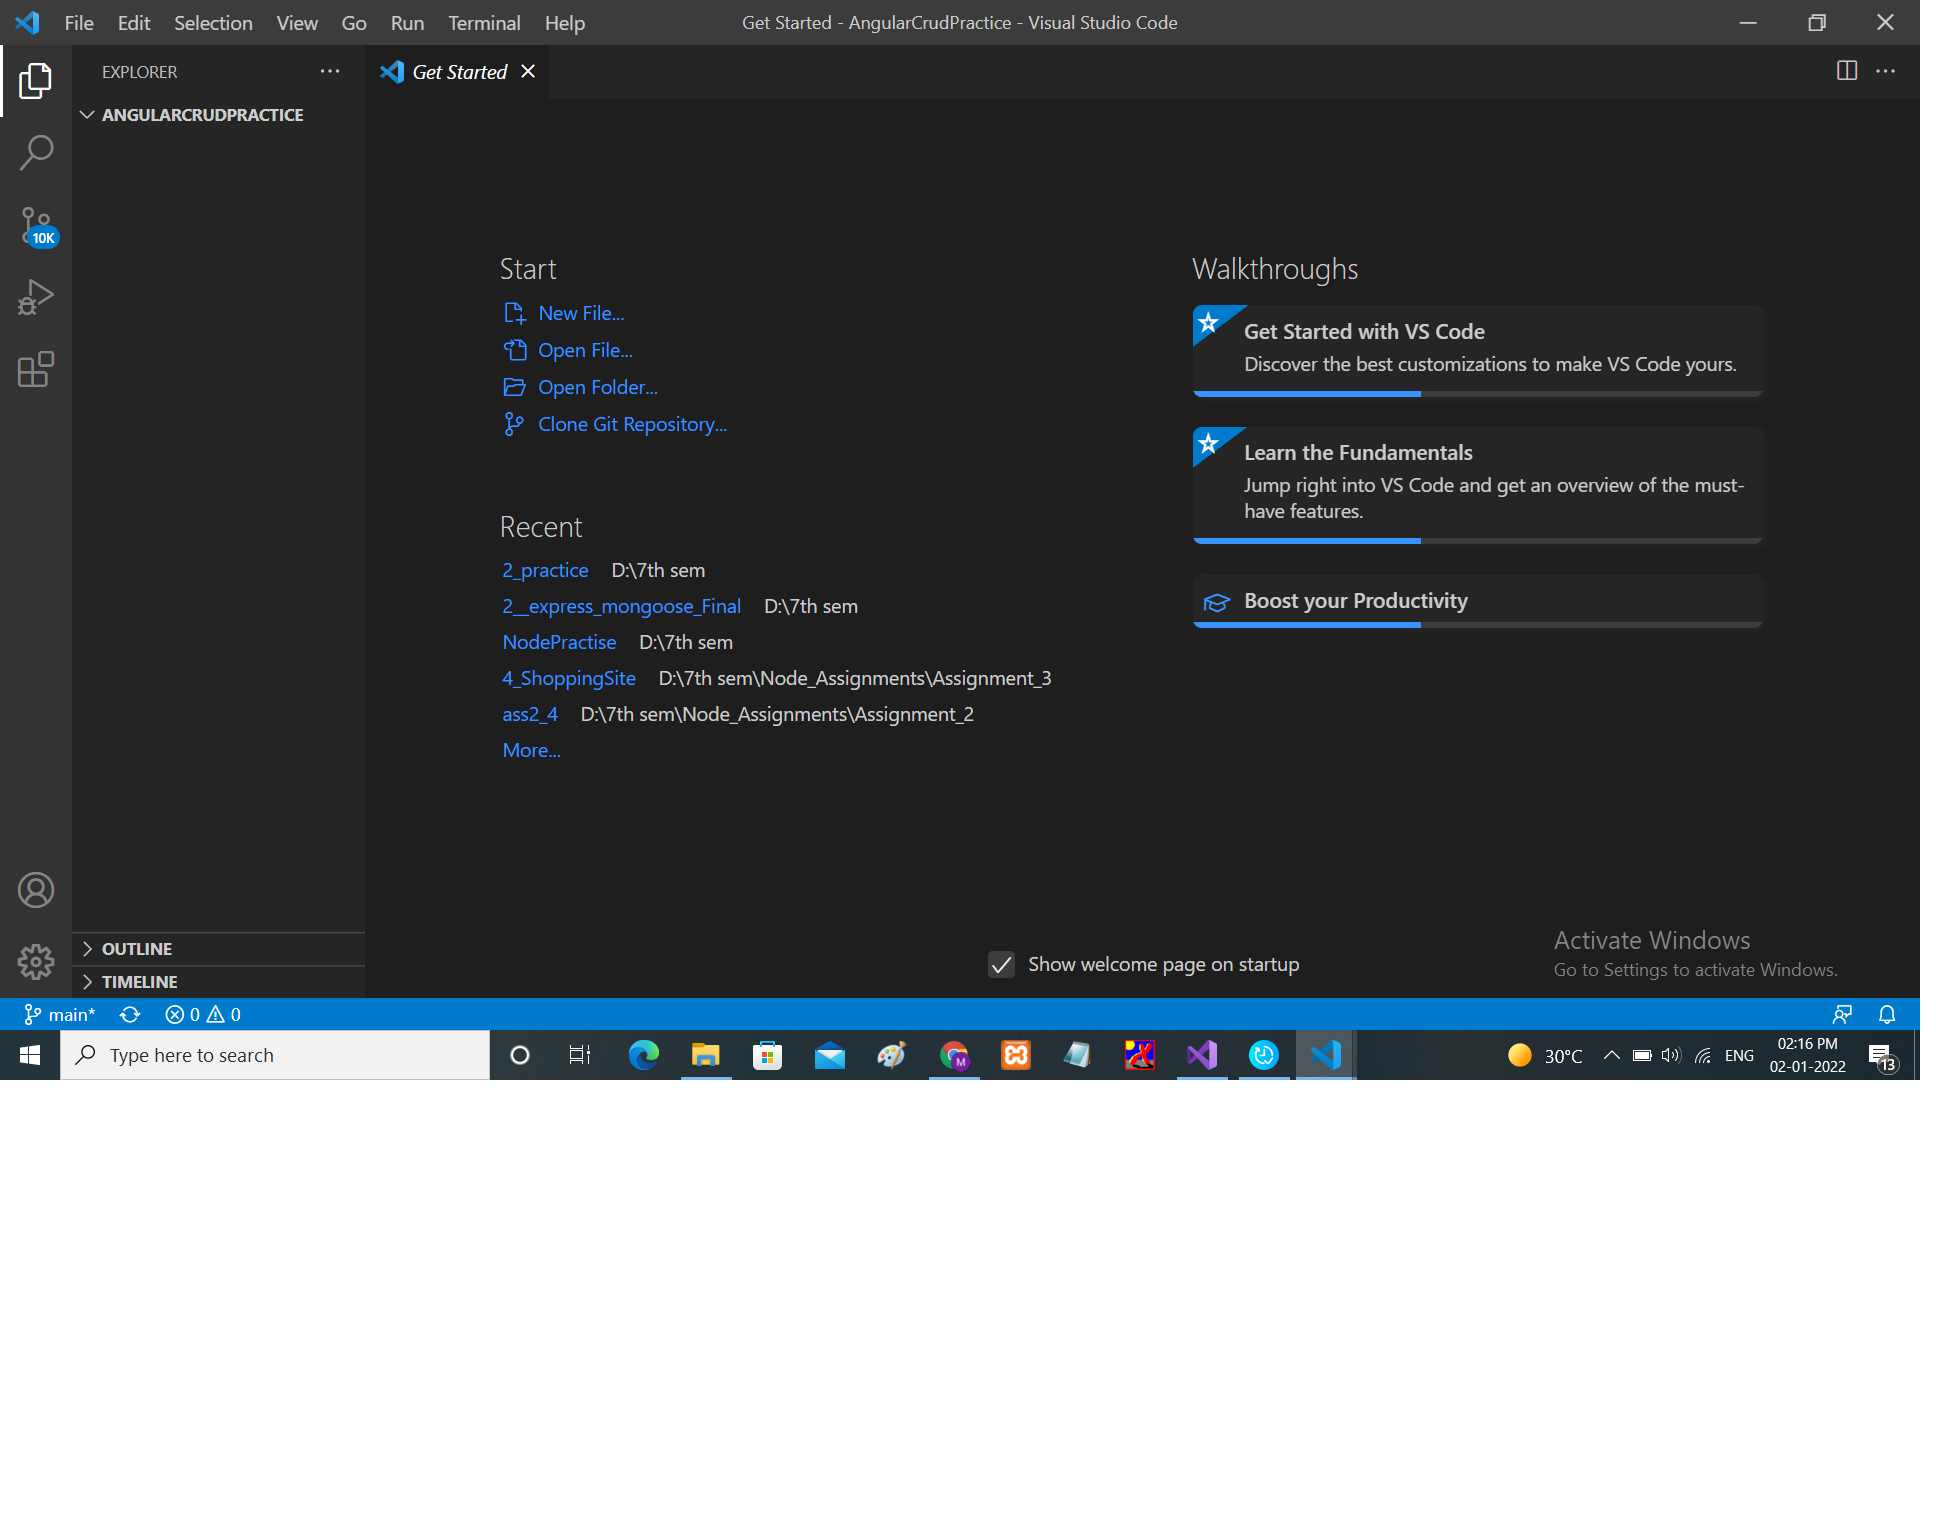 File Edit Selection View Go Run Terminal Help
Get Started - AngularCrudPractice - Visual Studio Code
EXPLORER
Get Started
ANGULARCRUDPRACTICE
10K
Start
New File...
Open File...
Open Folder...
Clone Git Repository...
Recent
2_practice D:\7th sem
2__express_mongoose_Final D:\7th sem
NodePractise D:\7th sem
4_ShoppingSite D:\7th sem\Node_Assignments\Assignment_3
ass2_4 D:\7th sem\Node_Assignments\Assignment_2
More...
Walkthroughs
Get Started with VS Code
Discover the best customizations to make VS Code yours.
Learn the Fundamentals
Jump right into VS Code and get an overview of the must-
have features.
Boost your Productivity
Show welcome page on startup
Activate Windows
Go to Settings to activate Windows.
OUTLINE
TIMELINE
main* 0 0
Type here to search
M
30°C
ENG
02:16 PM
02-01-2022
13